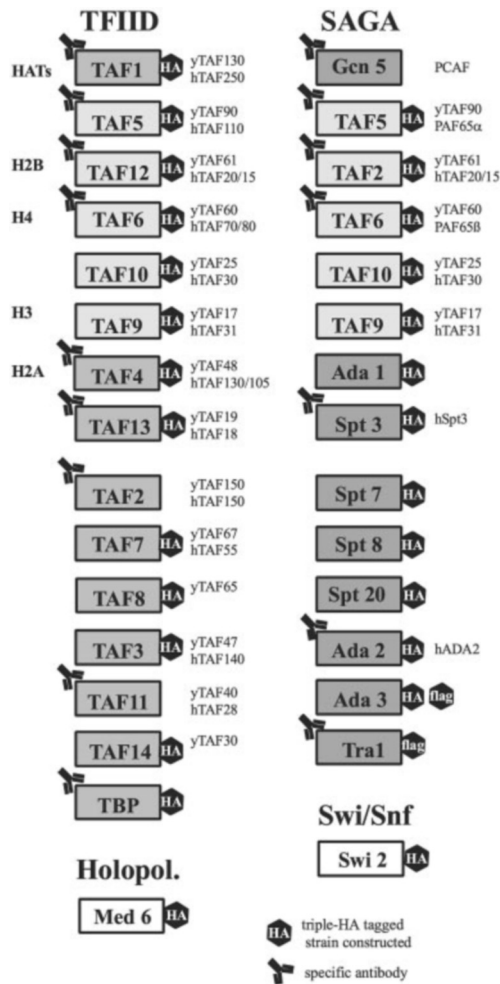 TFIID
HATs
TAF1
HA
yTAF130
hTAF250
TAF5
HA
yTAF90
hTAF110
H2B
TAF12
HA
yTAF61
hTAF20/15
H4
TAF6
HA
yTAF60
hTAF70/80
TAF10
HA
yTAF25
hTAF30
H3
TAF9
HA
yTAF17
hTAF31
H2A
TAF4
HA
yTAF48
hTAF130/105
TAF13
HA
yTAF19
hTAF18
TAF2
yTAF150
hTAF150
TAF7
HA
yTAF67
hTAF55
TAF8
HA
yTAF65
TAF3
HA
yTAF47
hTAF140
TAF11
yTAF40
hTAF28
TAF14
HA
yTAF30
TBP
HA
Holopol.
Med 6
HA
SAGA
Gcn 5
PCAF
TAF5
HA
yTAF90
PAF65α
TAF2
HA
yTAF61
hTAF20/15
TAF6
HA
yTAF60
PAF65ß
TAF10
HA
yTAF25
hTAF30
TAF9
HA
yTAF17
hTAF31
Ada 1
HA
Spt 3
HA
hSpt3
Spt 7
HA
Spt 8
HA
Spt 20
HA
Ada 2
HA
hADA2
Ada 3
HA
flag
Tra1
flag
Swi/Snf
Swi 2
HA
HA
triple-HA tagged
strain constructed
specific antibody